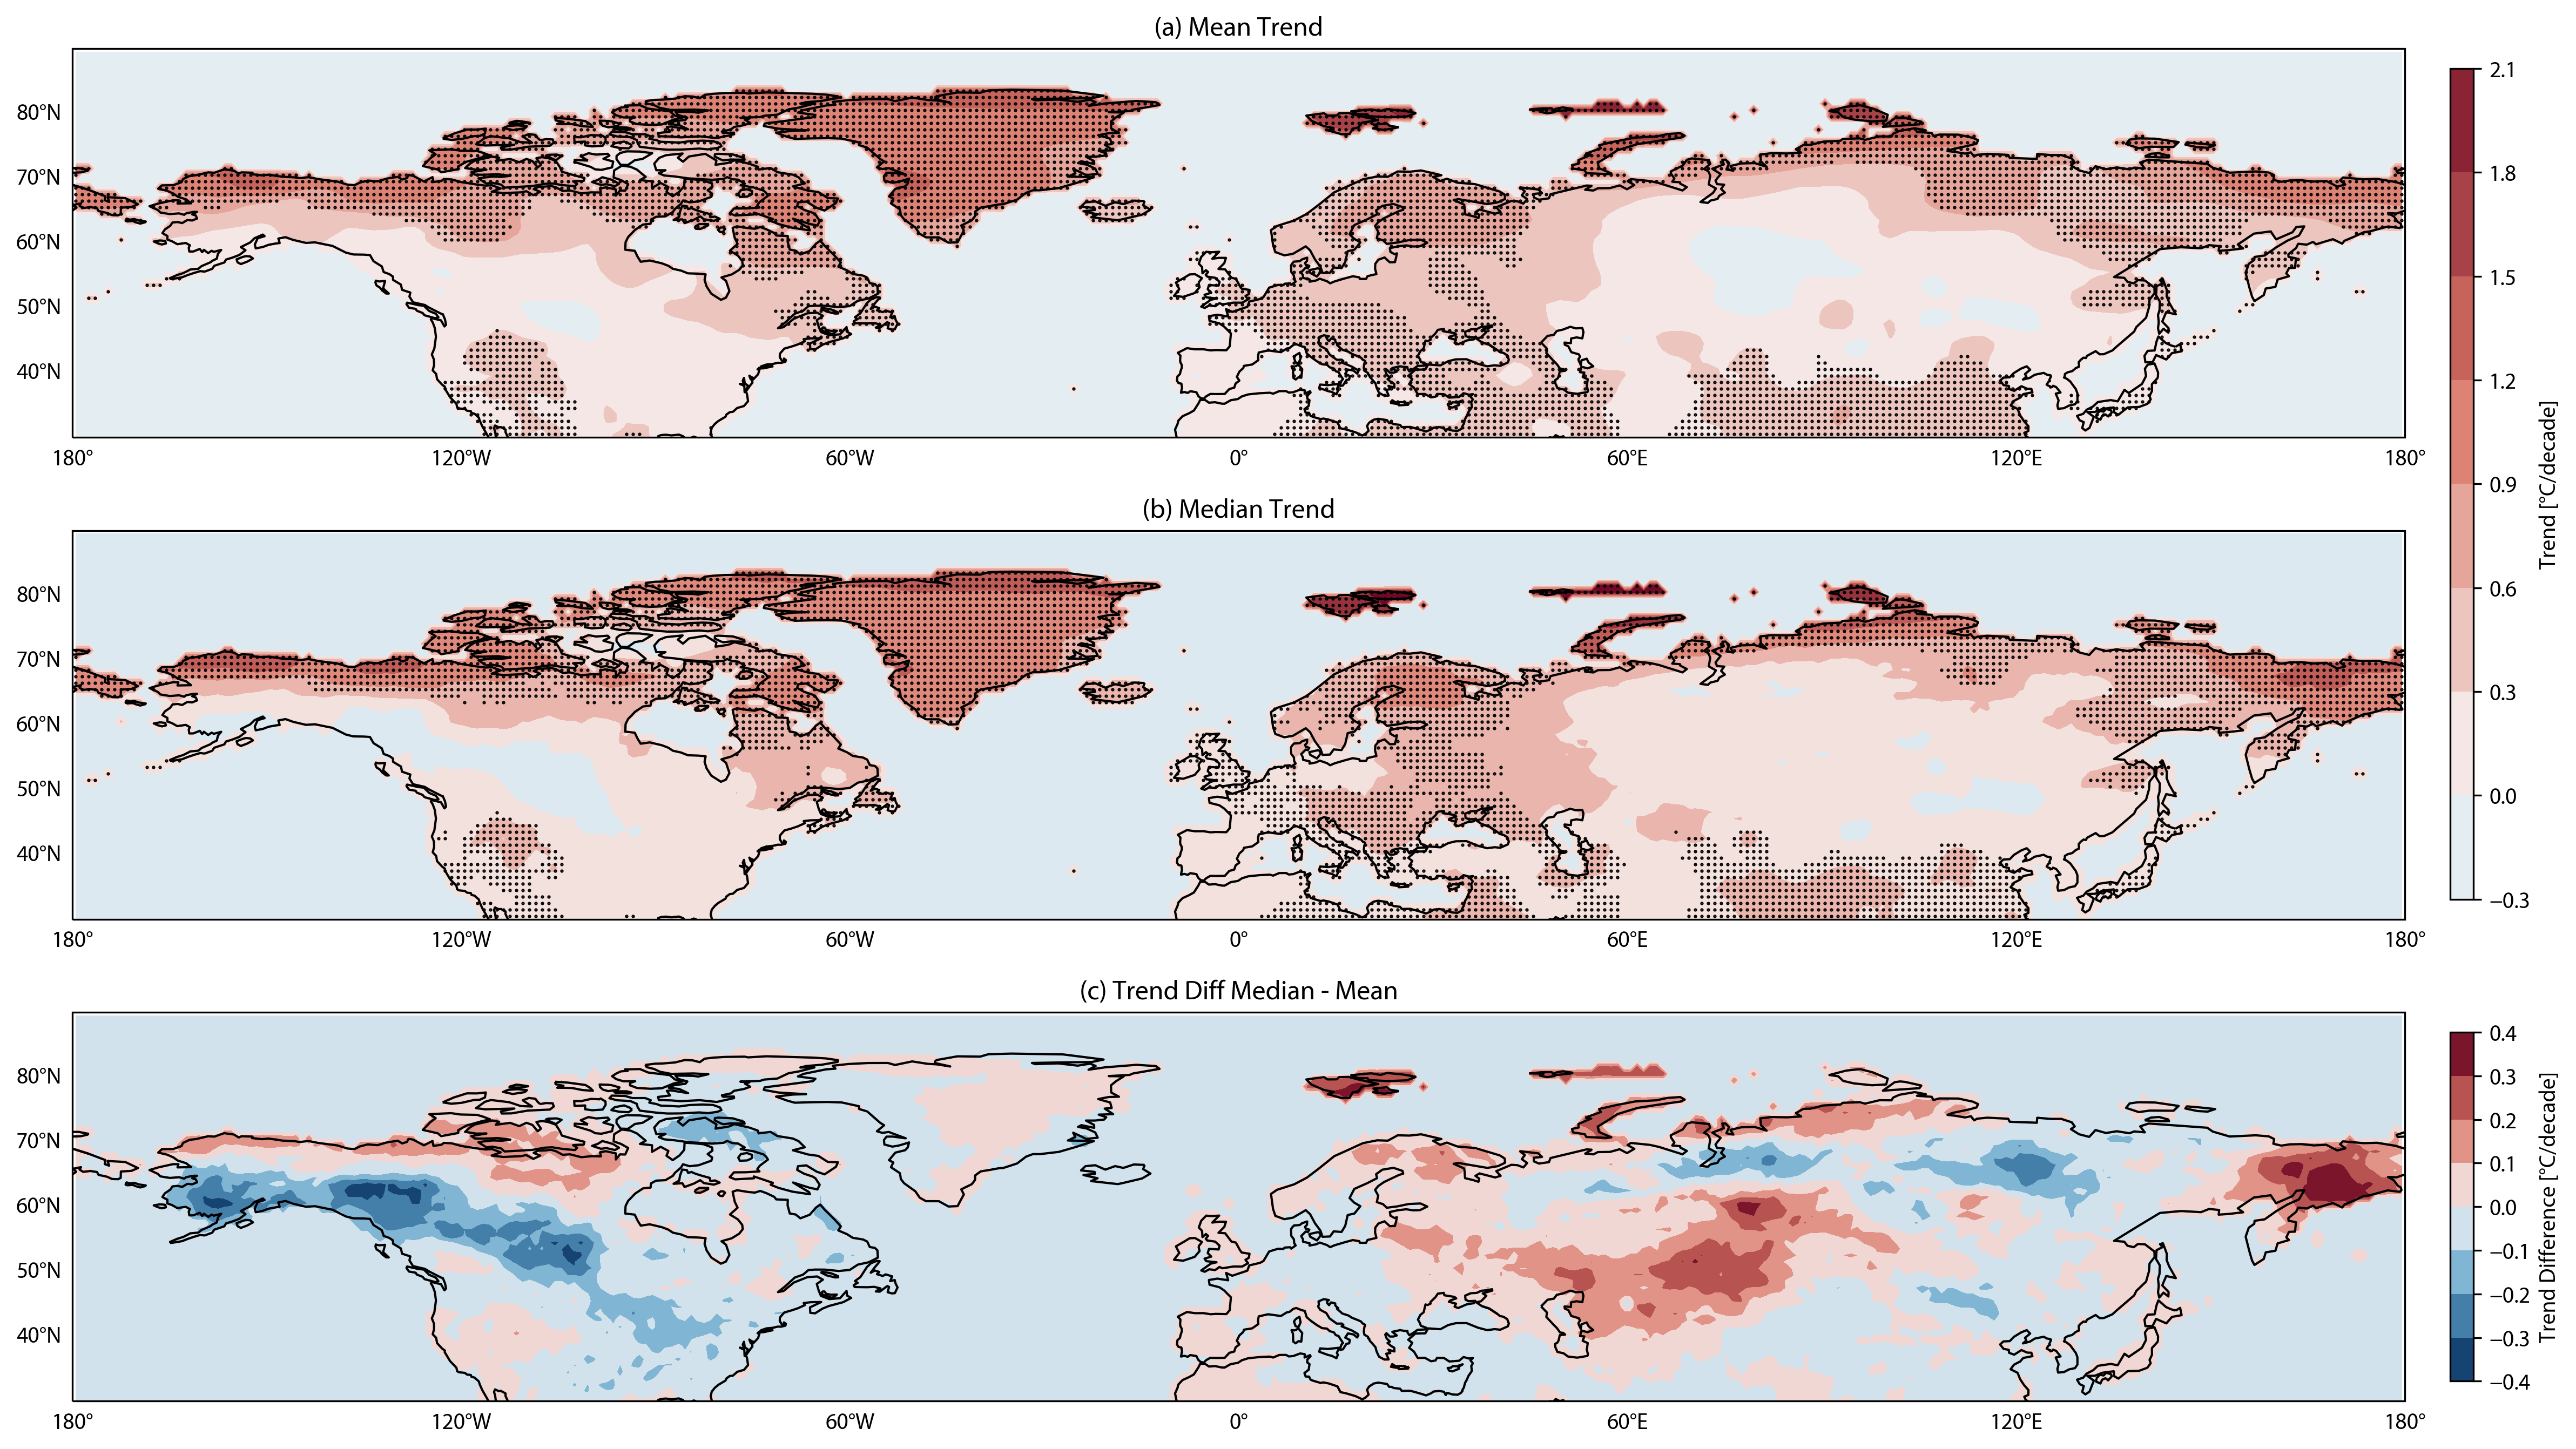 (a) Mean Trend
80°N
70°N
60°N
50°N
40°N
180°
120°W
60°W
0°
60°E
120°E
180°
(b) Median Trend
80°N
70°N
60°N
50°N
40°N
180°
120°W
60°W
0°
60°E
120°E
180°
2.1
1.8
1.5
1.2
0.9
0.6
0.3
0.0
−0.3
Trend [°C/decade]
(c) Trend Diff Median - Mean
80°N
70°N
60°N
50°N
40°N
180°
120°W
60°W
0°
60°E
120°E
180°
0.4
0.3
0.2
0.1
0.0
−0.1
−0.2
−0.3
−0.4
Trend Difference [°C/decade]